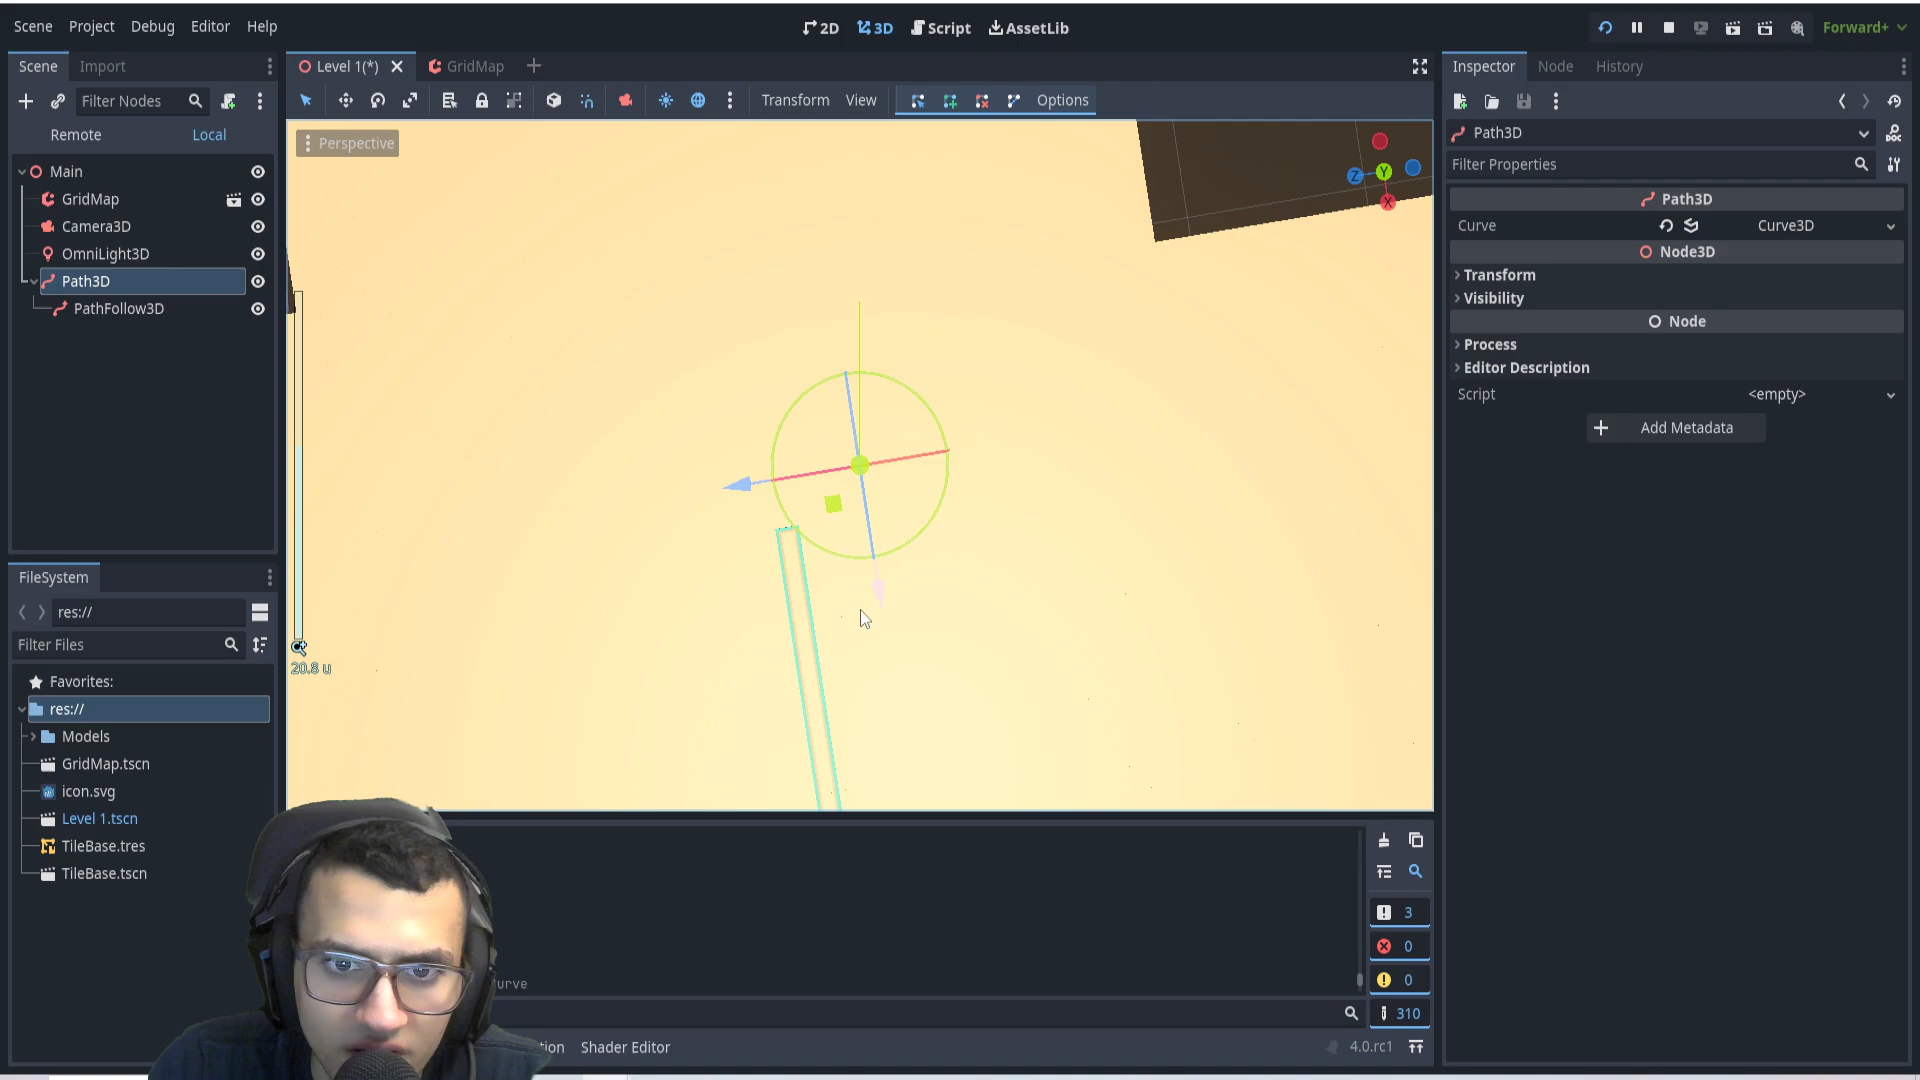 Scene Project Debug Editor Help
2D 3D Script AssetLib
Forward+
Scene Import
Level 1(*) GridMap
Inspector Node History
Filter Nodes
Transform View Options
Remote Local
Perspective
Main
GridMap
Camera3D
OmniLight3D
Path3D
PathFollow3D
Z Y X
20.8 u
Path3D
Filter Properties
Path3D
Curve Curve3D
Node3D
Transform
Visibility
Node
Process
Editor Description
Script <empty>
Add Metadata
FileSystem
res://
Filter Files
Favorites:
res://
Models
GridMap.tscn
icon.svg
Level 1.tscn
TileBase.tres
TileBase.tscn
urve
3
0
0
310
tion Shader Editor
4.0.rc1